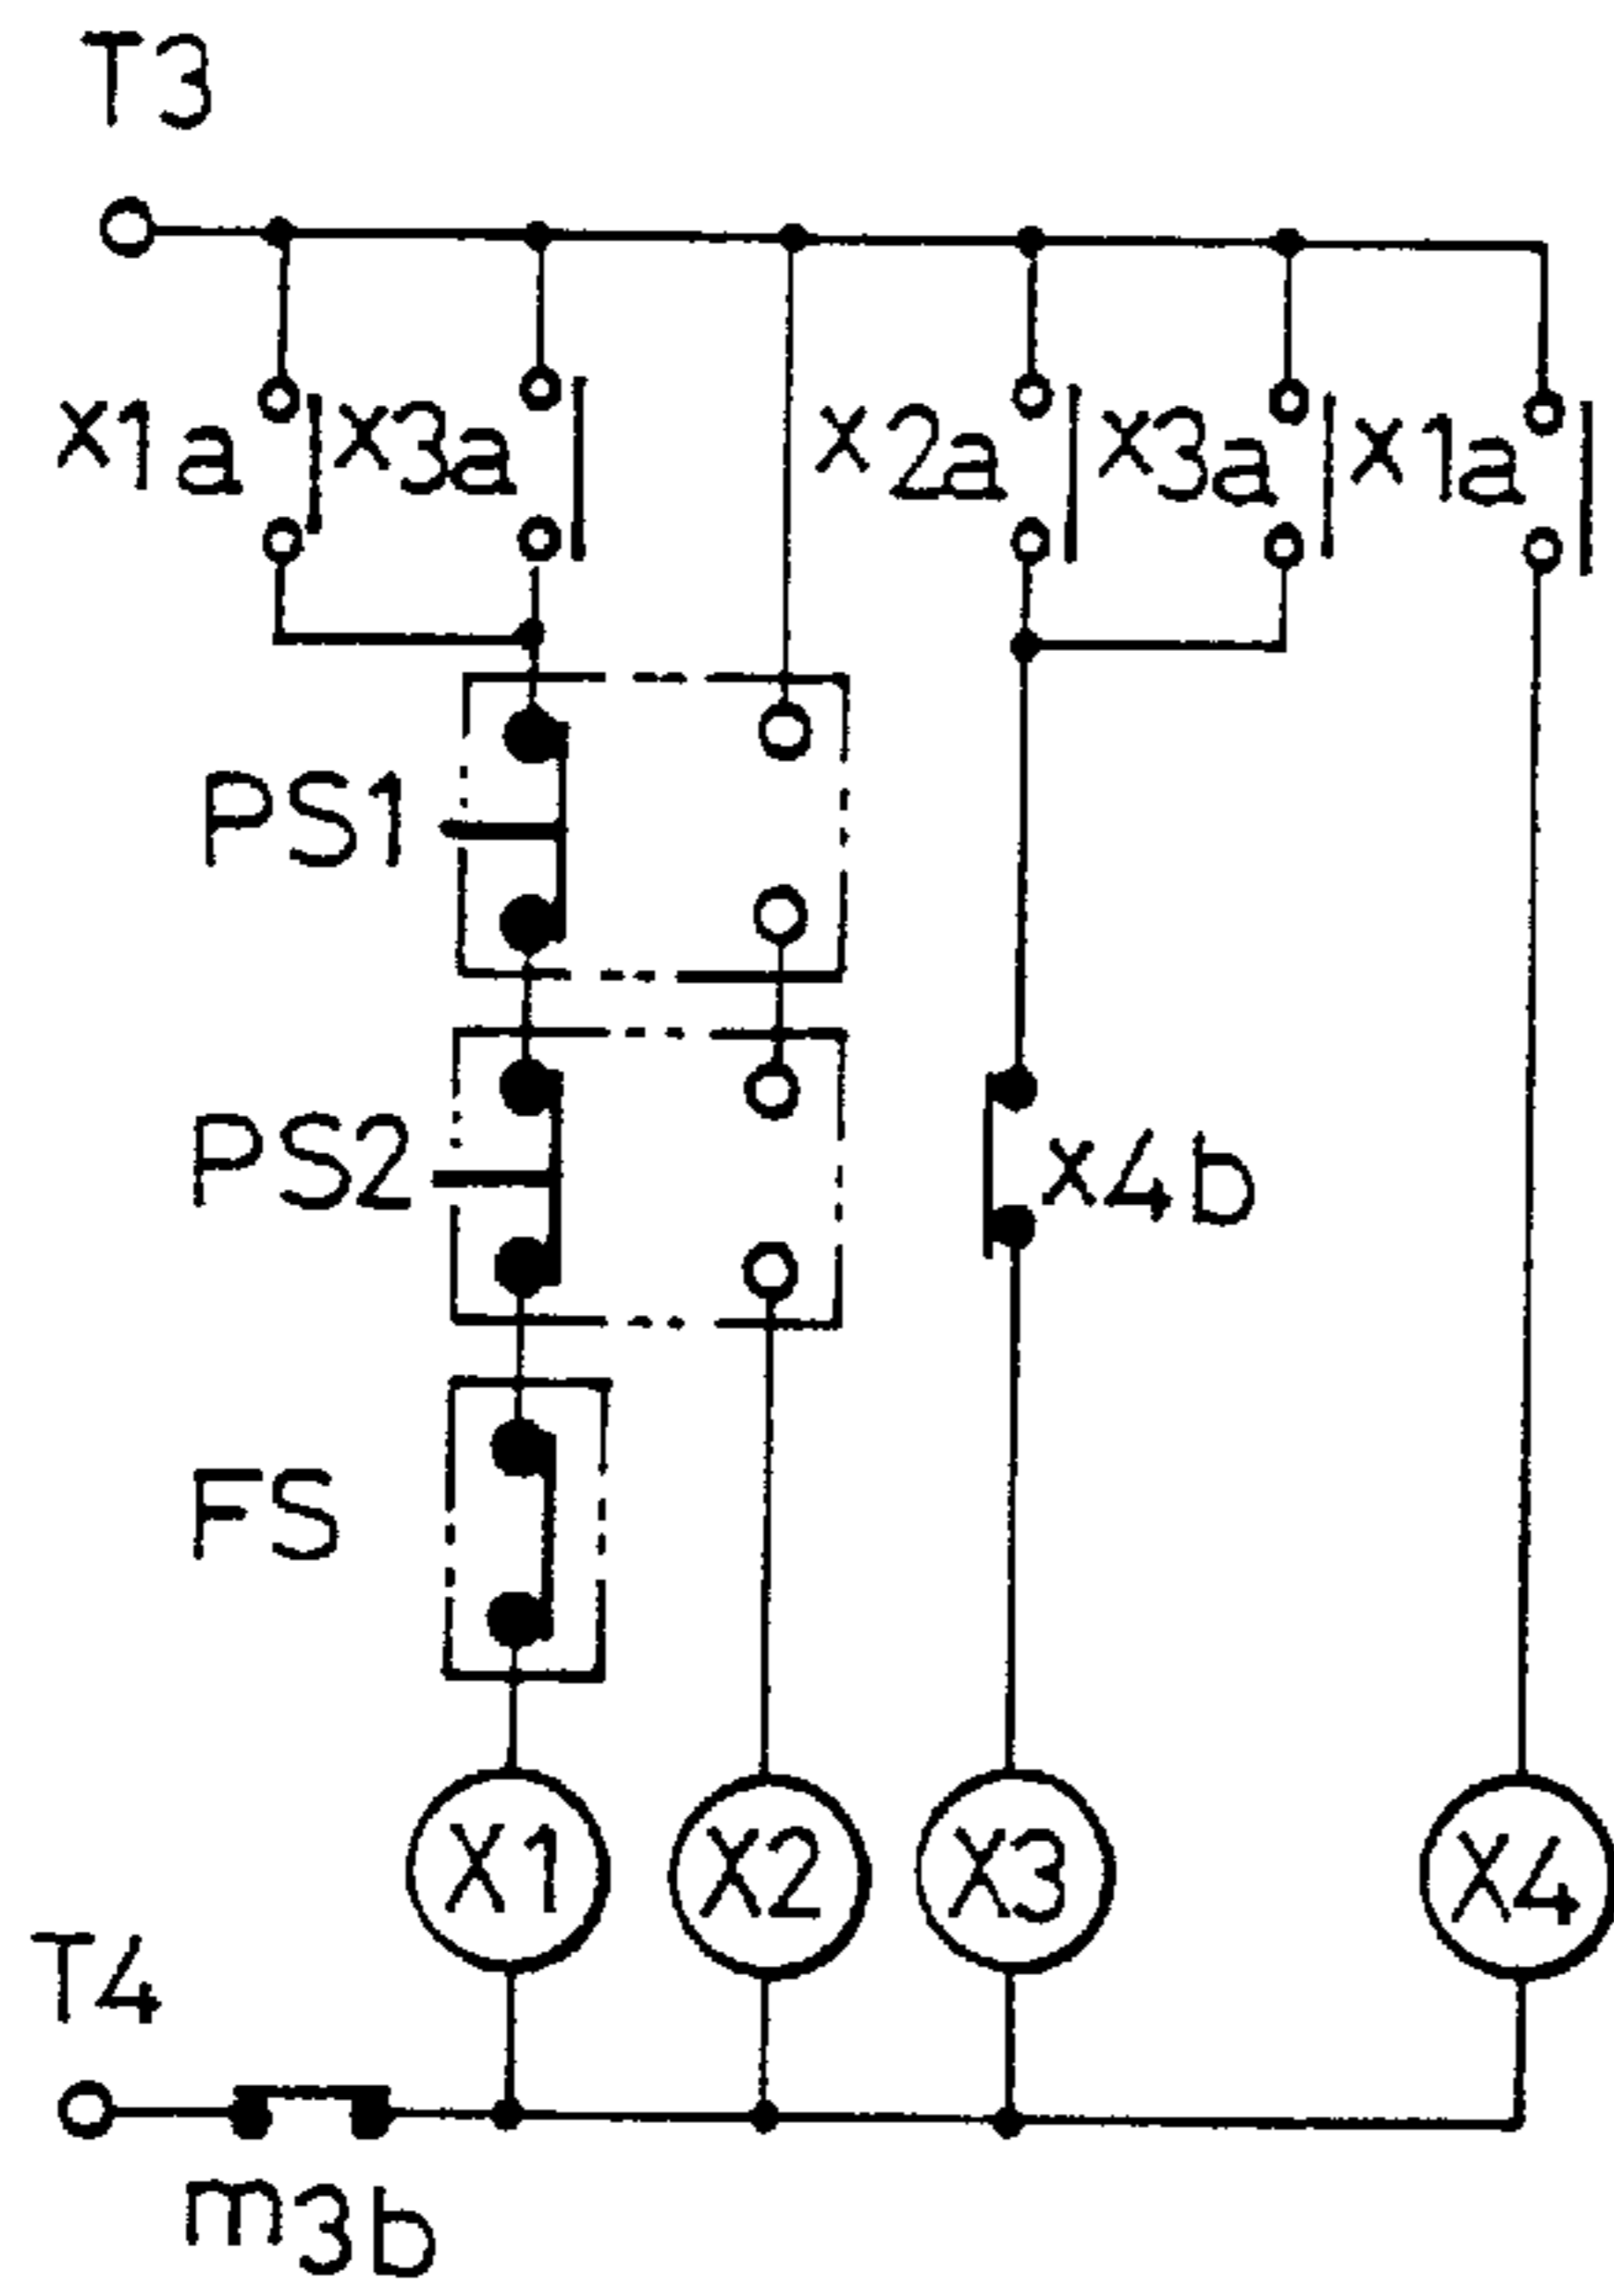 T3
x1a x3a x2a x3a x1a
PS1
PS2 x4b
FS
X1 X2 X3 X4
T4
m3b